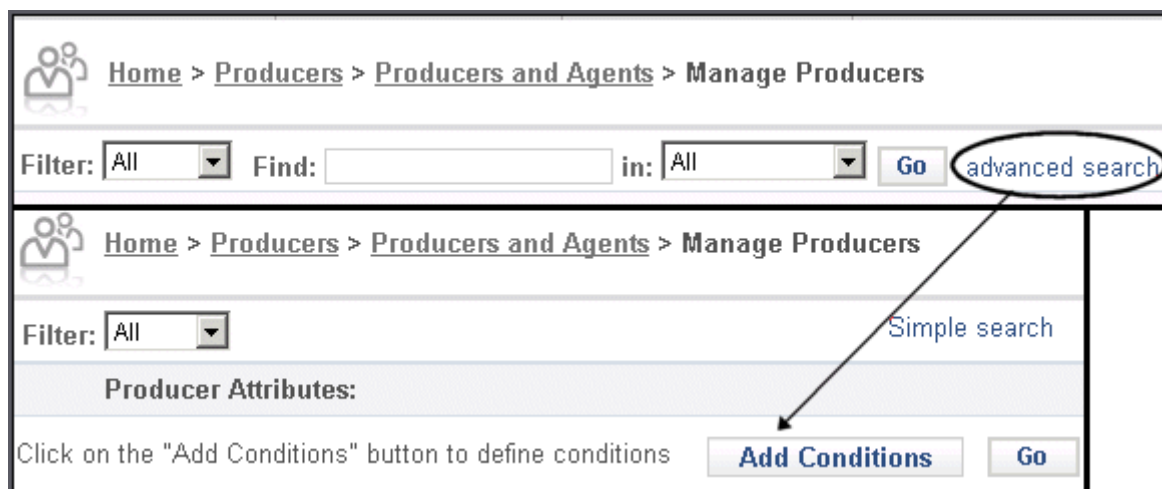 Home > Producers > Producers and Agents > Manage Producers
Filter: All Find: in: All Go advanced search
Home > Producers > Producers and Agents > Manage Producers
Filter: All Simple search
Producer Attributes:
Click on the "Add Conditions" button to define conditions Add Conditions Go